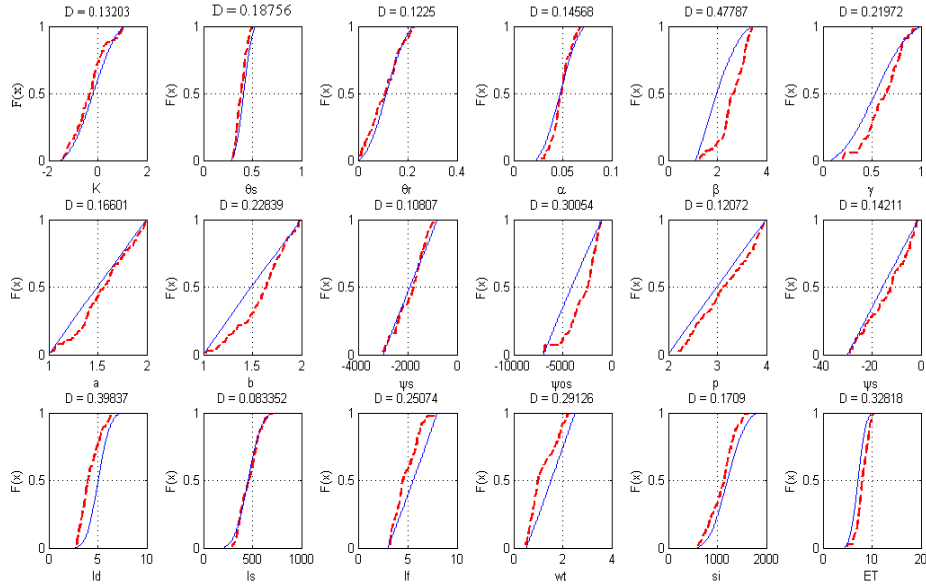 D = 0.13203 D = 0.18756 D = 0.1225 D = 0.14568 D = 0.47787 D = 0.21972
1 1 1 1 1 1
F(x) 0.5 F(x) 0.5 F(x) 0.5 F(x) 0.5 F(x) 0.5 F(x) 0.5
0 0 0 0 0 0
-2 0 2 0 0.5 1 0 0.2 0.4 0 0.05 0.1 0 2 4 0 0.5 1
K θs θr α β γ
D = 0.16601 D = 0.22839 D = 0.10807 D = 0.30054 D = 0.12072 D = 0.14211
1 1 1 1 1 1
F(x) 0.5 F(x) 0.5 F(x) 0.5 F(x) 0.5 F(x) 0.5 F(x) 0.5
0 0 0 0 0 0
1 1.5 2 1 1.5 2 -4000 -2000 0 -10000 -5000 0 2 3 4 -40 -20 0
a b ψs ψos p ψs
D = 0.39837 D = 0.083352 D = 0.25074 D = 0.29126 D = 0.1709 D = 0.32818
1 1 1 1 1 1
F(x) 0.5 F(x) 0.5 F(x) 0.5 F(x) 0.5 F(x) 0.5 F(x) 0.5
0 0 0 0 0 0
0 5 10 0 500 1000 0 5 10 0 2 4 0 1000 2000 0 10 20
ld ls lf wt si ET